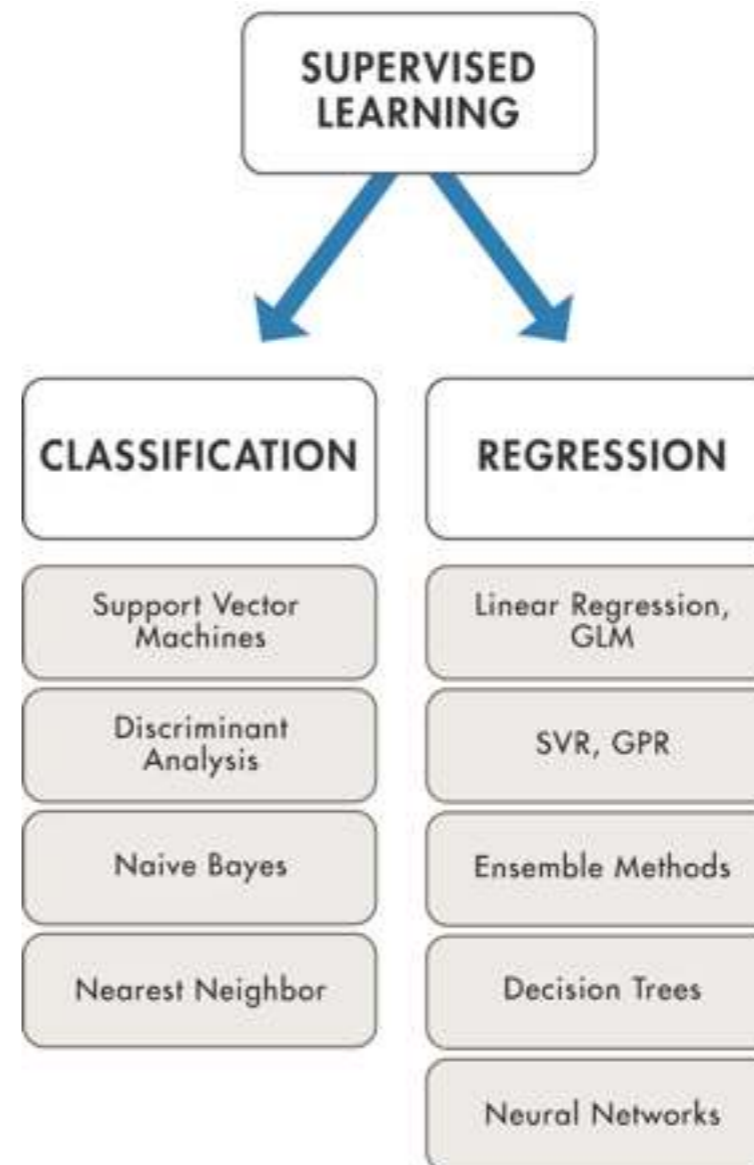 SUPERVISED
LEARNING
CLASSIFICATION
Support Vector
Machines
Discriminant
Analysis
Naive Bayes
Nearest Neighbor
REGRESSION
Linear Regression,
GLM
SVR, GPR
Ensemble Methods
Decision Trees
Neural Networks